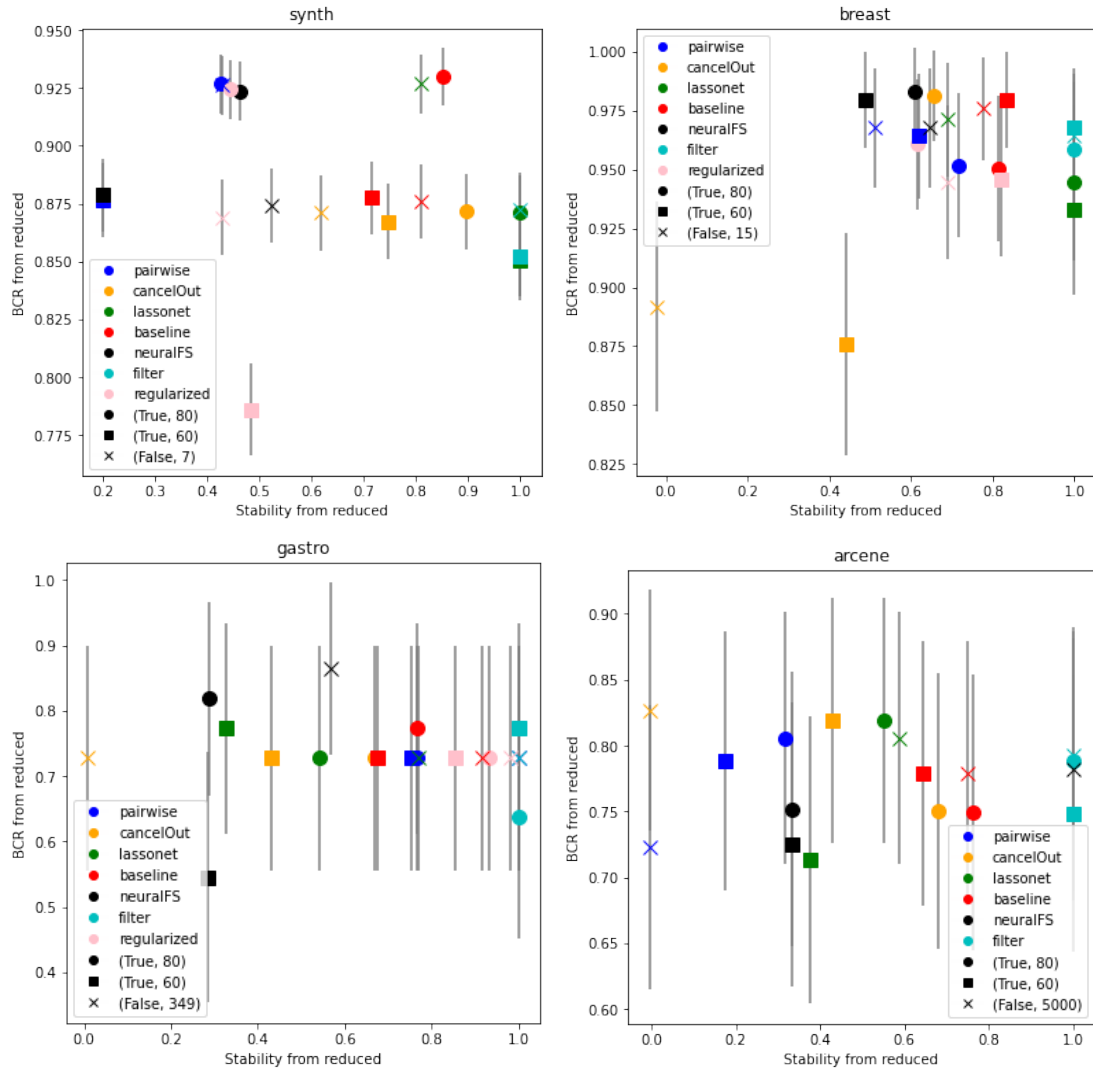 synth
BCR from reduced
0.950
0.925
0.900
0.875
0.850
0.825
0.800
0.775
pairwise
cancelOut
lassonet
baseline
neuralFS
filter
regularized
(True, 80)
(True, 60)
(False, 7)
0.2 0.3 0.4 0.5 0.6 0.7 0.8 0.9 1.0
Stability from reduced
breast
BCR from reduced
1.000
0.975
0.950
0.925
0.900
0.875
0.850
0.825
pairwise
cancelOut
lassonet
baseline
neuralFS
filter
regularized
(True, 80)
(True, 60)
(False, 15)
0.0 0.2 0.4 0.6 0.8 1.0
Stability from reduced
gastro
BCR from reduced
1.0
0.9
0.8
0.7
0.6
0.5
0.4
pairwise
cancelOut
lassonet
baseline
neuralFS
filter
regularized
(True, 80)
(True, 60)
(False, 349)
0.0 0.2 0.4 0.6 0.8 1.0
Stability from reduced
arcene
BCR from reduced
0.90
0.85
0.80
0.75
0.70
0.65
0.60
pairwise
cancelOut
lassonet
baseline
neuralFS
filter
(True, 80)
(True, 60)
(False, 5000)
0.0 0.2 0.4 0.6 0.8 1.0
Stability from reduced